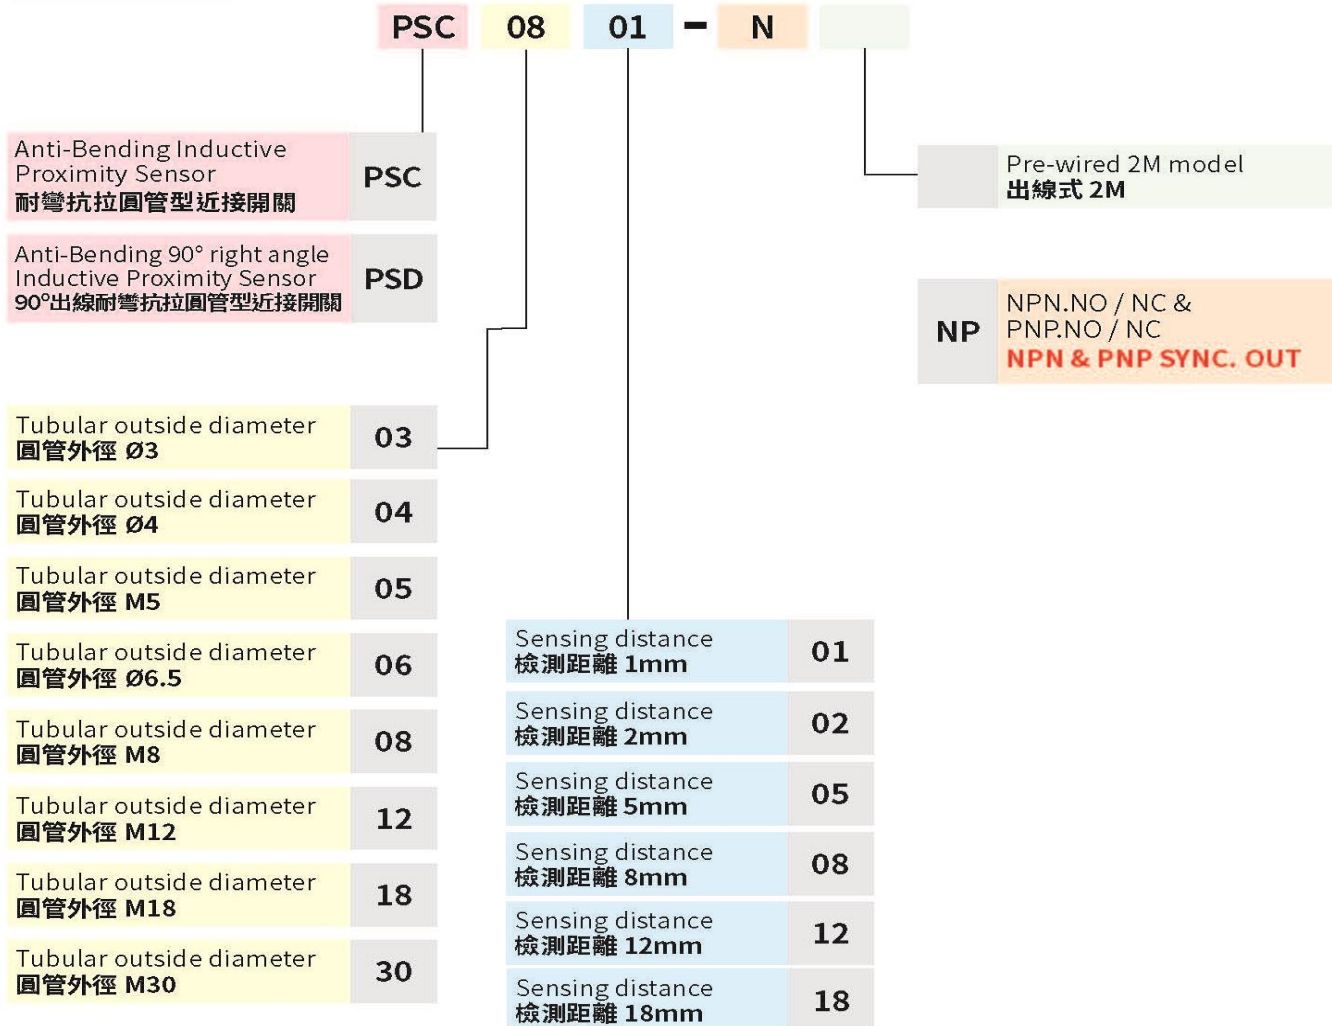 PSC 08 01 - N
Anti-Bending Inductive
Proximity Sensor
耐彎抗拉圓管型近接開關
PSC
Anti-Bending 90° right angle
Inductive Proximity Sensor
90°出線耐彎抗拉圓管型近接開關
PSD
Pre-wired 2M model
出線式 2M
NP
NPN.NO / NC &
PNP.NO / NC
NPN & PNP SYNC. OUT
Tubular outside diameter
圓管外徑 Ø3
03
Tubular outside diameter
圓管外徑 Ø4
04
Tubular outside diameter
圓管外徑 M5
05
Tubular outside diameter
圓管外徑 Ø6.5
06
Tubular outside diameter
圓管外徑 M8
08
Tubular outside diameter
圓管外徑 M12
12
Tubular outside diameter
圓管外徑 M18
18
Tubular outside diameter
圓管外徑 M30
30
Sensing distance
檢測距離 1mm
01
Sensing distance
檢測距離 2mm
02
Sensing distance
檢測距離 5mm
05
Sensing distance
檢測距離 8mm
08
Sensing distance
檢測距離 12mm
12
Sensing distance
檢測距離 18mm
18